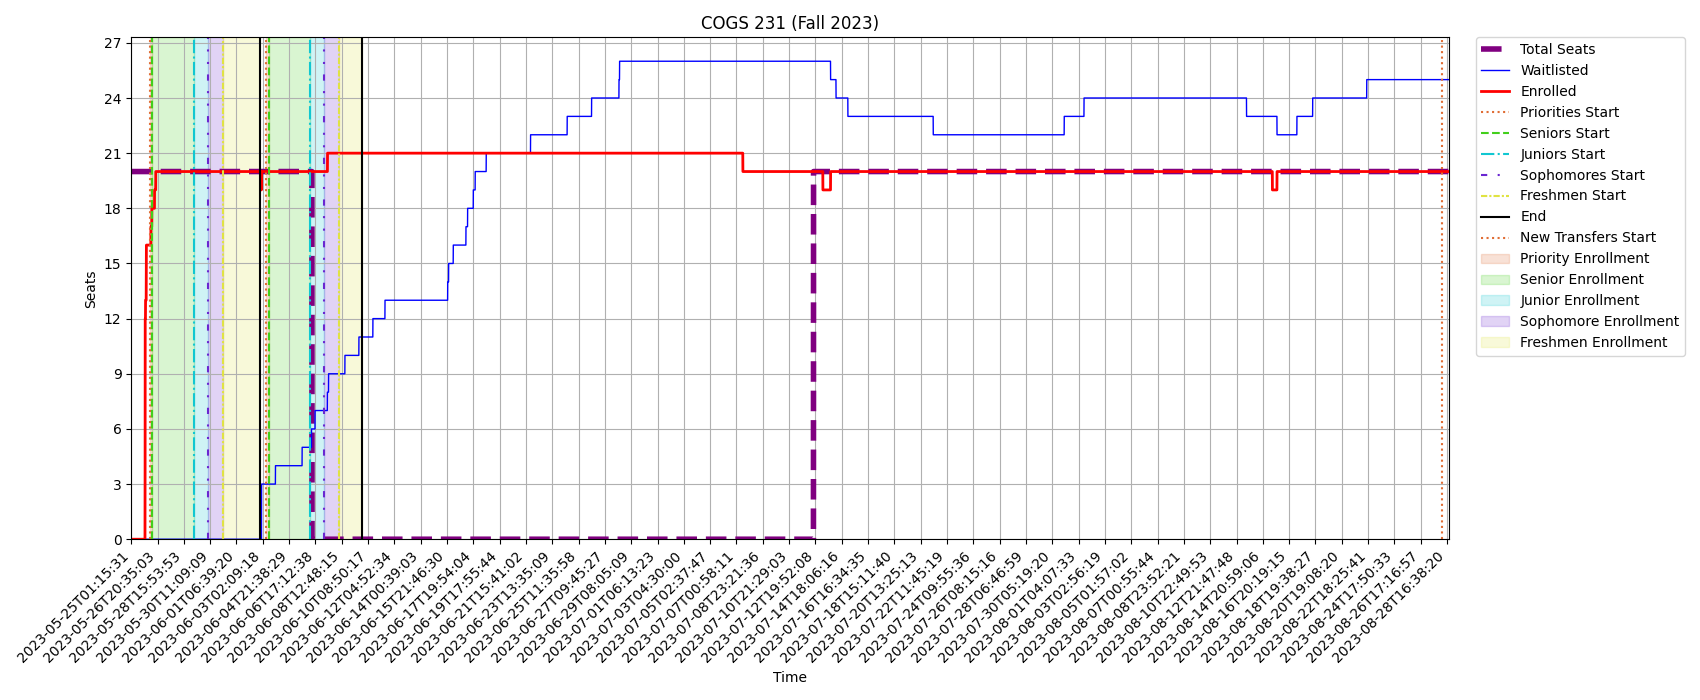 COGS 231 (Fall 2023)
27
24
21
18
15
12
9
6
3
0
Seats
2023-05-25T01:15:31
2023-05-26T20:35:03
2023-05-28T15:53:53
2023-05-30T11:09:09
2023-06-01T06:39:20
2023-06-03T02:09:18
2023-06-04T21:38:29
2023-06-06T17:12:38
2023-06-08T12:48:15
2023-06-10T08:50:17
2023-06-12T04:52:34
2023-06-14T00:39:03
2023-06-15T21:46:30
2023-06-17T19:54:04
2023-06-19T17:55:44
2023-06-21T15:41:02
2023-06-23T13:35:09
2023-06-25T11:35:58
2023-06-27T09:45:27
2023-06-29T08:05:09
2023-07-01T06:13:23
2023-07-03T04:30:00
2023-07-05T02:37:47
2023-07-07T00:58:11
2023-07-08T23:21:36
2023-07-10T21:29:03
2023-07-12T19:52:08
2023-07-14T18:06:16
2023-07-16T16:34:35
2023-07-18T15:11:40
2023-07-20T13:25:13
2023-07-22T11:45:19
2023-07-24T09:55:36
2023-07-26T08:15:16
2023-07-28T06:46:59
2023-07-30T05:19:20
2023-08-01T04:07:33
2023-08-03T02:56:19
2023-08-05T01:57:02
2023-08-07T00:55:44
2023-08-08T23:52:21
2023-08-10T22:49:53
2023-08-12T21:47:48
2023-08-14T20:59:06
2023-08-16T20:19:15
2023-08-18T19:38:27
2023-08-20T19:08:20
2023-08-22T18:25:41
2023-08-24T17:50:33
2023-08-26T17:16:57
2023-08-28T16:38:20
Time
Total Seats
Waitlisted
Enrolled
Priorities Start
Seniors Start
Juniors Start
Sophomores Start
Freshmen Start
End
New Transfers Start
Priority Enrollment
Senior Enrollment
Junior Enrollment
Sophomore Enrollment
Freshmen Enrollment